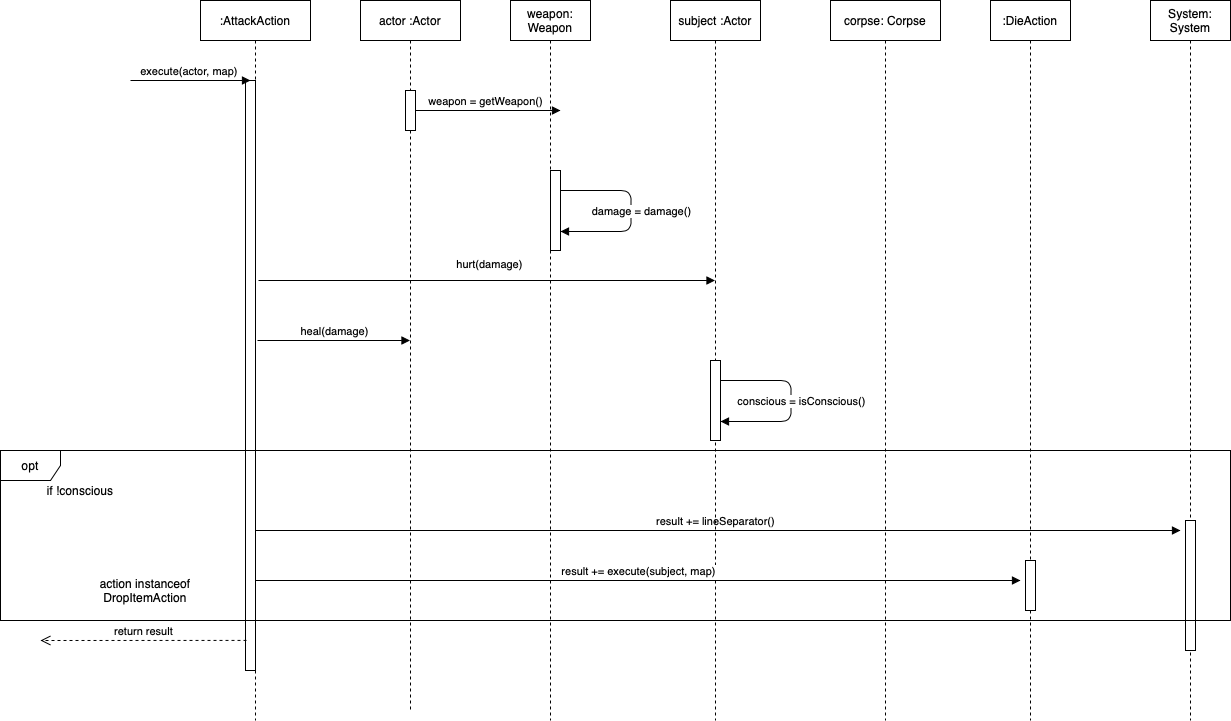 :AttackAction
actor :Actor
weapon:
Weapon
subject :Actor
corpse: Corpse
:DieAction
System:
System
execute(actor, map)
weapon = getWeapon()
damage = damage()
hurt(damage)
heal(damage)
conscious = isConscious()
opt
if !conscious
result += lineSeparator()
result += execute(subject, map)
action instanceof
DropItemAction
return result